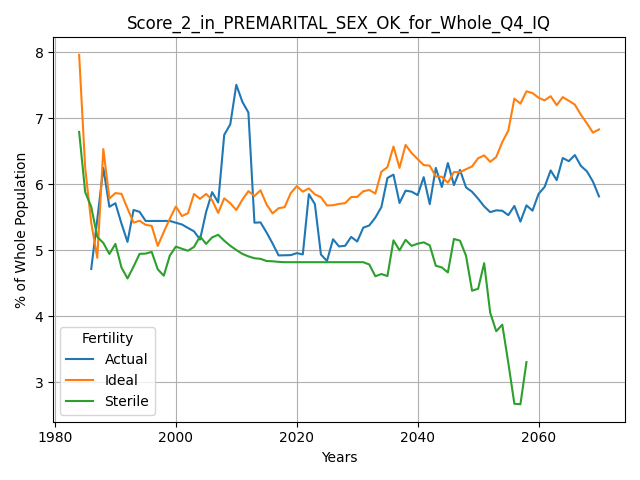 Score_2_in_PREMARITAL_SEX_OK_for_Whole_Q4_IQ
% of Whole Population
8
7
6
5
4
3
Fertility
Actual
Ideal
Sterile
1980
2000
2020
2040
2060
Years